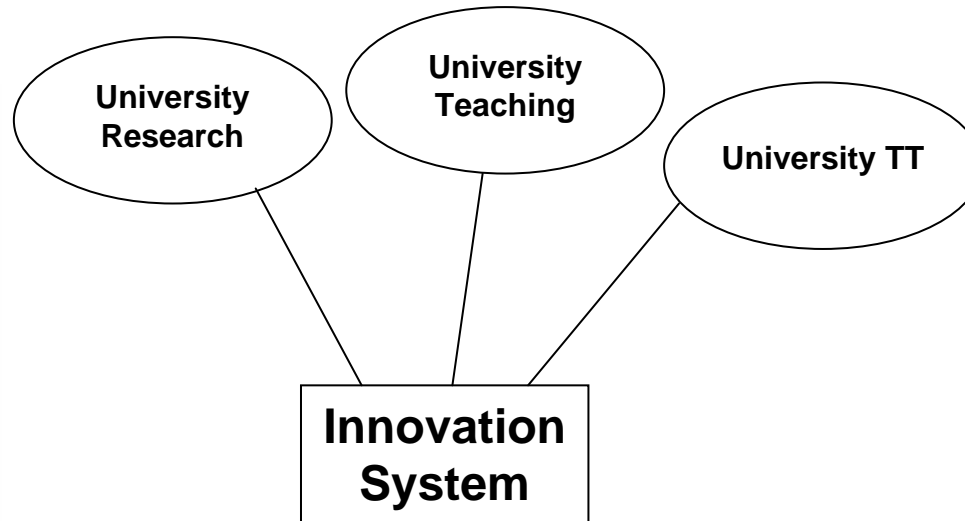 University
Research
University
Teaching
University TT
Innovation
System